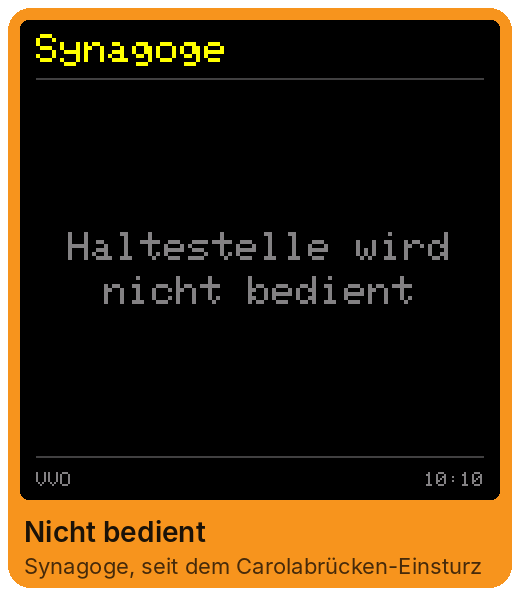 Synagoge
Haltestelle wird
nicht bedient
VVO 10:10
Nicht bedient
Synagoge, seit dem Carolabrücken-Einsturz